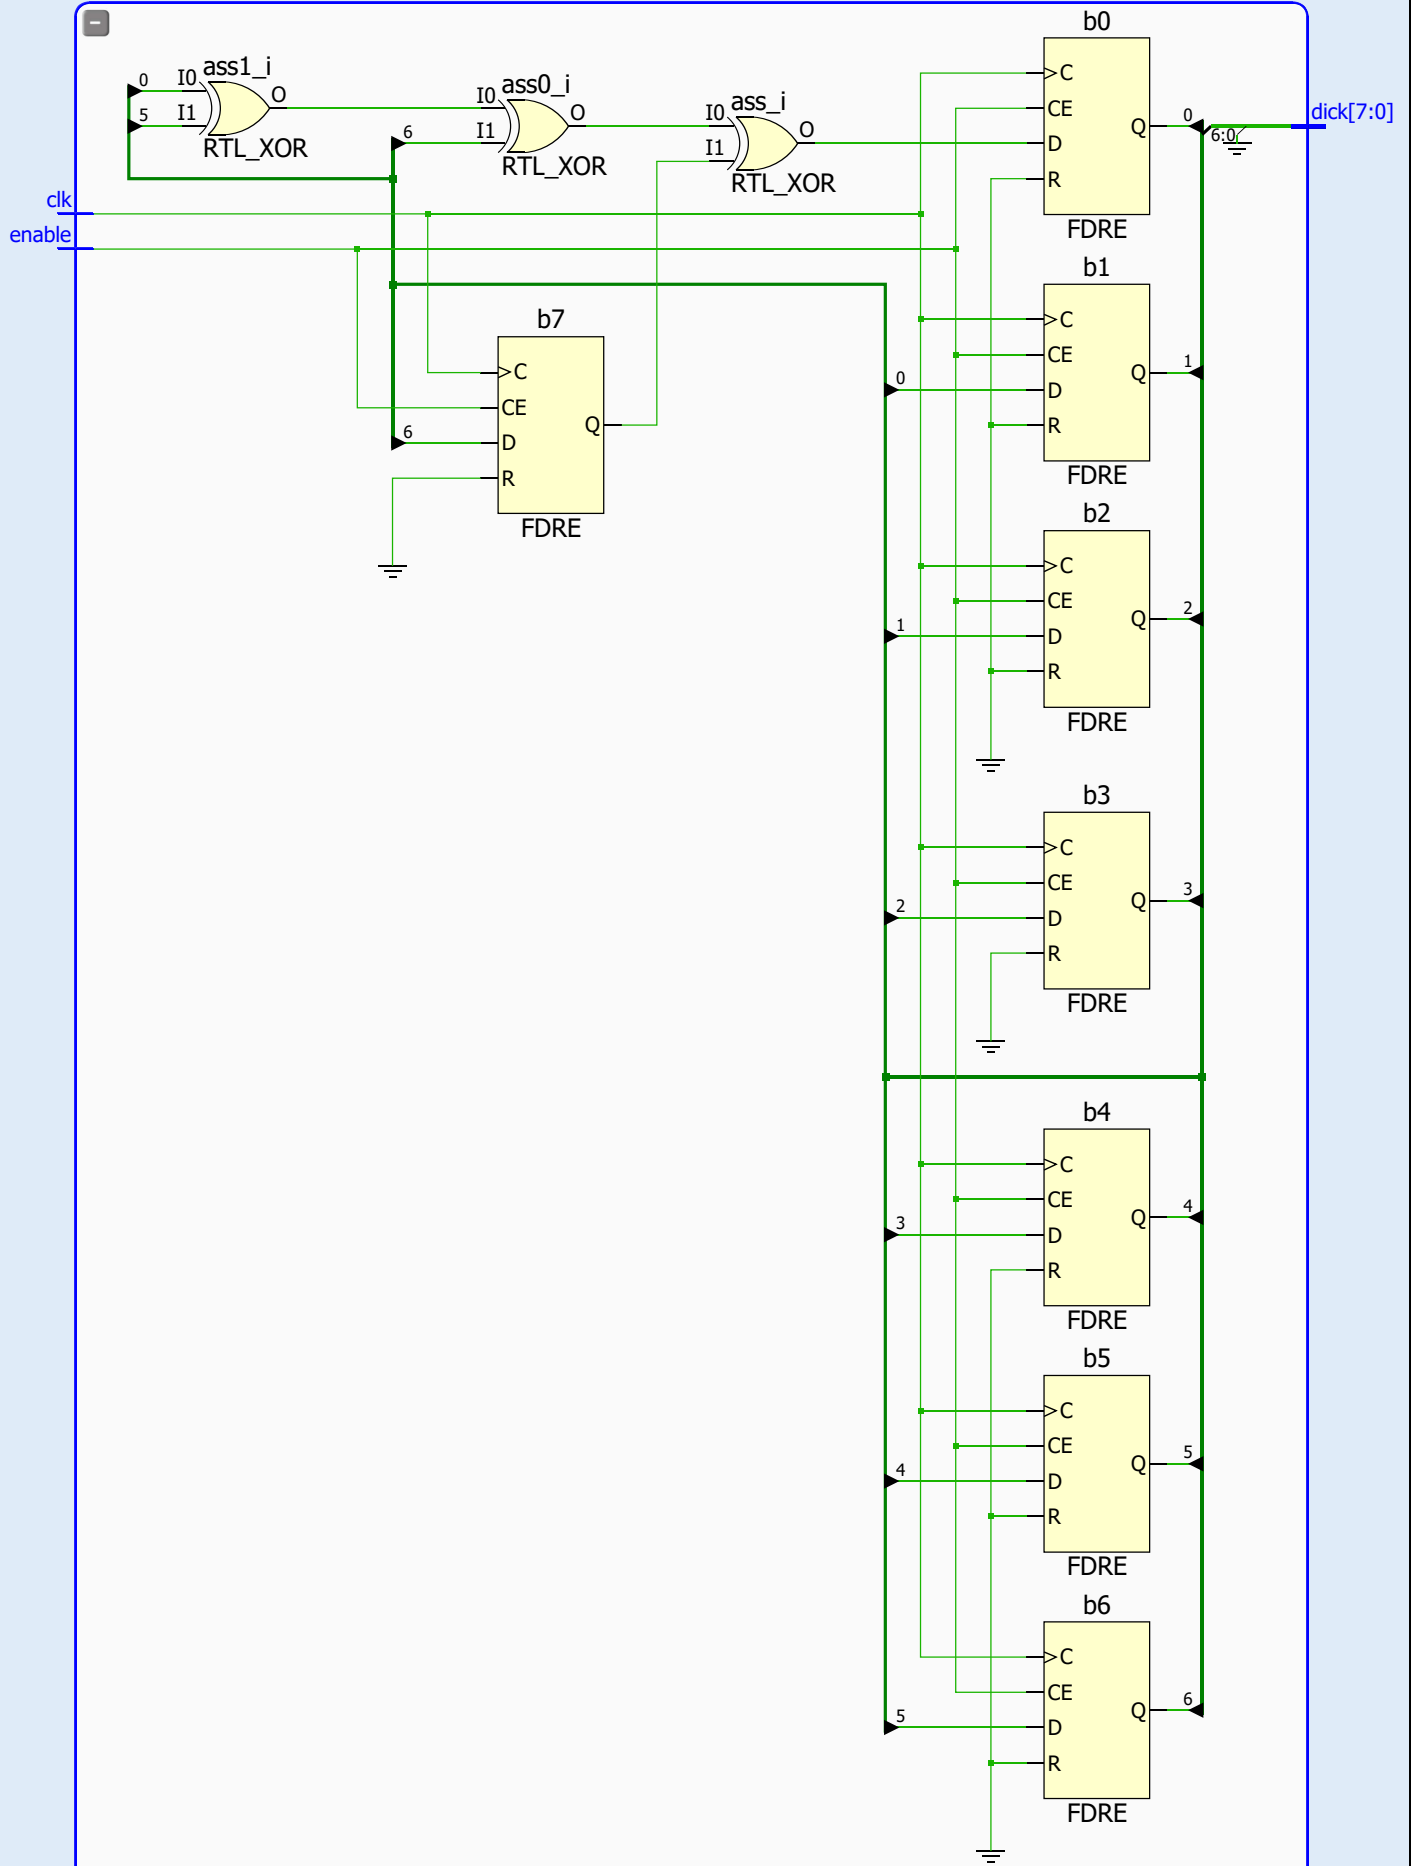 b0
ass1_i
0
I0
O
5
I1
RTL_XOR
ass0_i
I0
O
6
I1
RTL_XOR
ass_i
I0
O
I1
RTL_XOR
C
CE
D
R
Q
0
6:0
dick[7:0]
FDRE
clk
enable
b1
C
CE
0
D
R
Q
1
FDRE
b7
C
CE
6
D
R
Q
FDRE
b2
C
CE
1
D
R
Q
2
FDRE
b3
C
CE
2
D
R
Q
3
FDRE
b4
C
CE
3
D
R
Q
4
FDRE
b5
C
CE
4
D
R
Q
5
FDRE
b6
C
CE
5
D
R
Q
6
FDRE